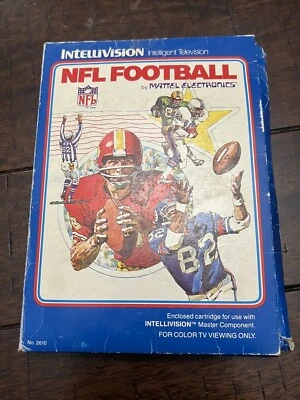 INTELLIVISION Intelligent Television
NFL FOOTBALL
by MATTEL ELECTRONICS®
NFL
82
Enclosed cartridge for use with
INTELLIVISION™ Master Component.
FOR COLOR TV VIEWING ONLY.
No. 2610